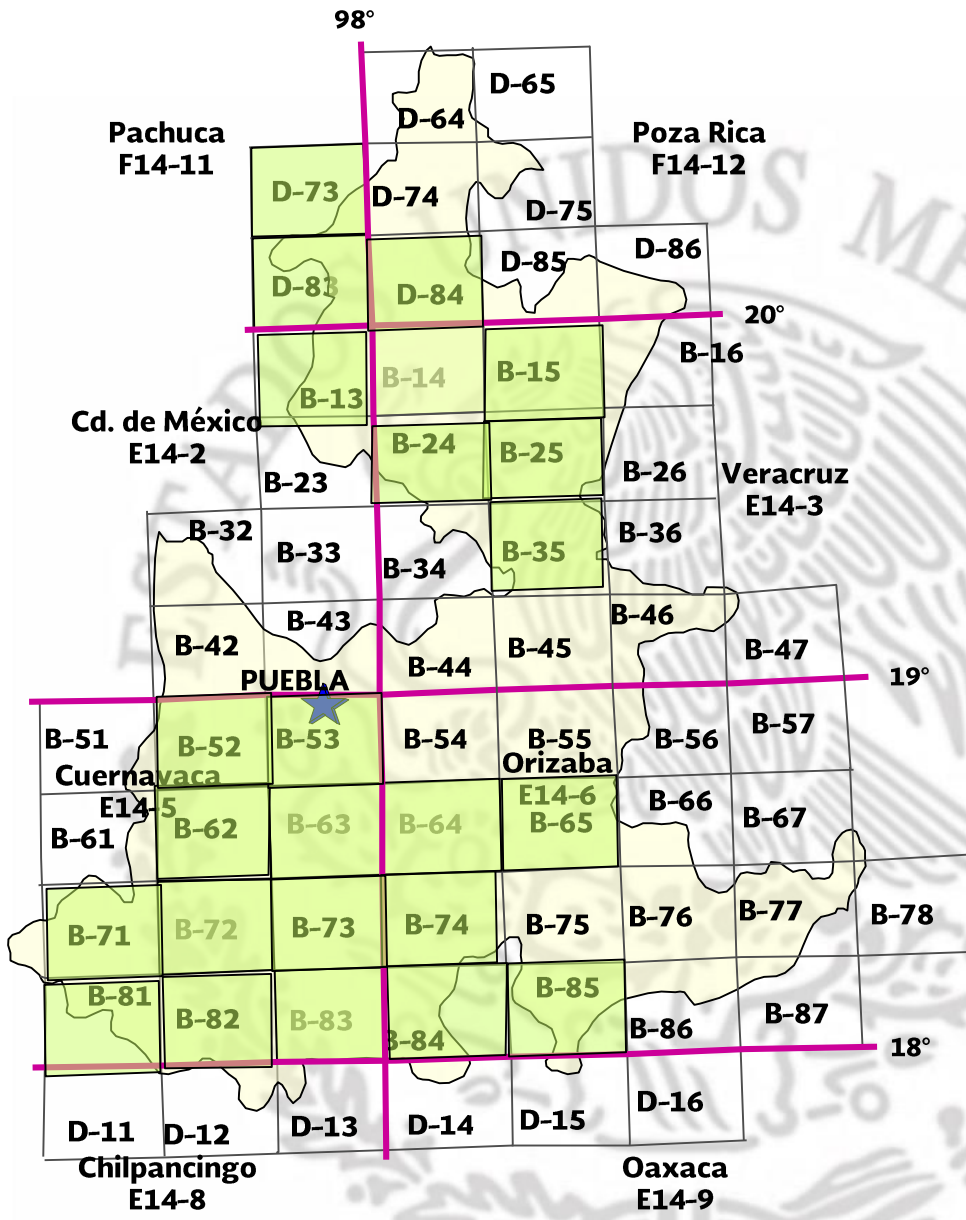 98°
D-65
D-64
Pachuca
F14-11
Poza Rica
F14-12
D-73
D-74
D-75
D-83
D-84
D-85
D-86
20°
B-13
B-14
B-15
B-16
Cd. de México
E14-2
B-23
B-24
B-25
B-26
Veracruz
E14-3
B-32
B-33
B-34
B-35
B-36
B-42
B-43
B-44
B-45
B-46
B-47
PUEBLA
19°
B-51
B-52
B-53
B-54
B-55
B-56
B-57
Cuernavaca
E14-5
Orizaba
E14-6
B-61
B-62
B-63
B-64
B-65
B-66
B-67
B-71
B-72
B-73
B-74
B-75
B-76
B-77
B-78
B-81
B-82
B-83
B-84
B-85
B-86
B-87
18°
D-11
D-12
D-13
D-14
D-15
D-16
Chilpancingo
E14-8
Oaxaca
E14-9
ESTADOS UNIDOS ME